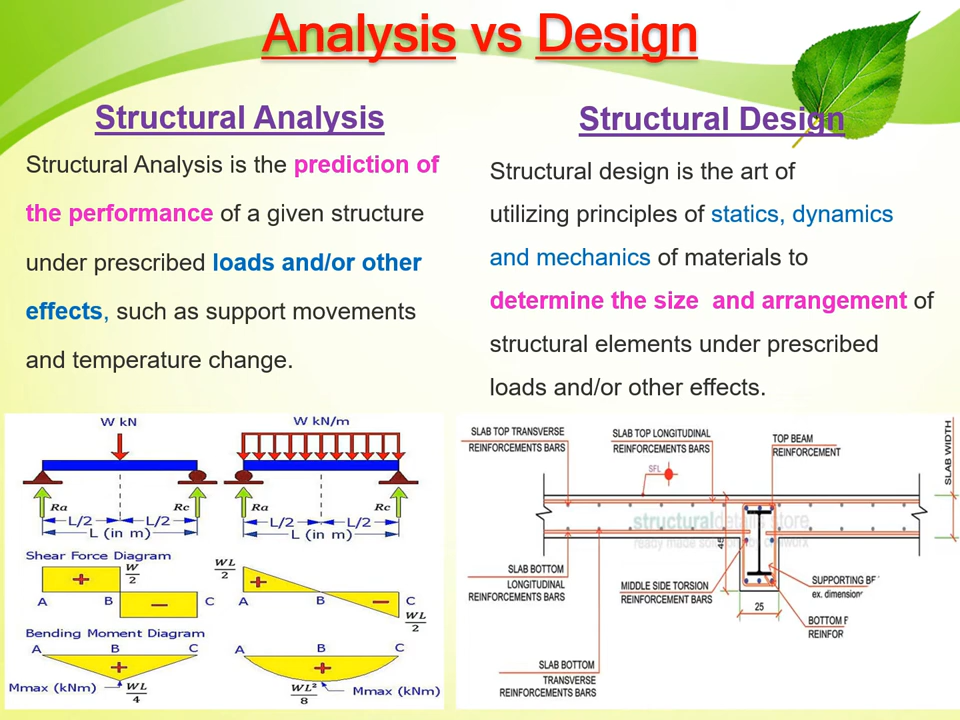 Analysis vs Design
Structural Analysis
Structural Analysis is the prediction of
the performance of a given structure
under prescribed loads and/or other
effects, such as support movements
and temperature change.
Structural Design
Structural design is the art of
utilizing principles of statics, dynamics
and mechanics of materials to
determine the size and arrangement of
structural elements under prescribed
loads and/or other effects.
W kN
Ra
Rc
L/2
L/2
L (in m)
W kN/m
Ra
Rc
L/2
L/2
L (in m)
Shear Force Diagram
W/2
+
−
A
B
C
WL/2
+
−
A
B
C
WL/2
Bending Moment Diagram
A
B
C
+
Mmax (kNm)
WL/4
A
B
C
+
WL²/8
Mmax (kNm)
SLAB TOP TRANSVERSE
REINFORCEMENTS BARS
SLAB TOP LONGITUDINAL
REINFORCEMENTS BARS
TOP BEAM
REINFORCEMENT
SLAB WIDTH
SFL
structuraldetails store
45
SLAB BOTTOM
LONGITUDINAL
REINFORCEMENTS BARS
MIDDLE SIDE TORSION
REINFORCEMENT BARS
SUPPORTING
ex. dimension
25
BOTTOM
REINFOR
SLAB BOTTOM
TRANSVERSE
REINFORCEMENTS BARS